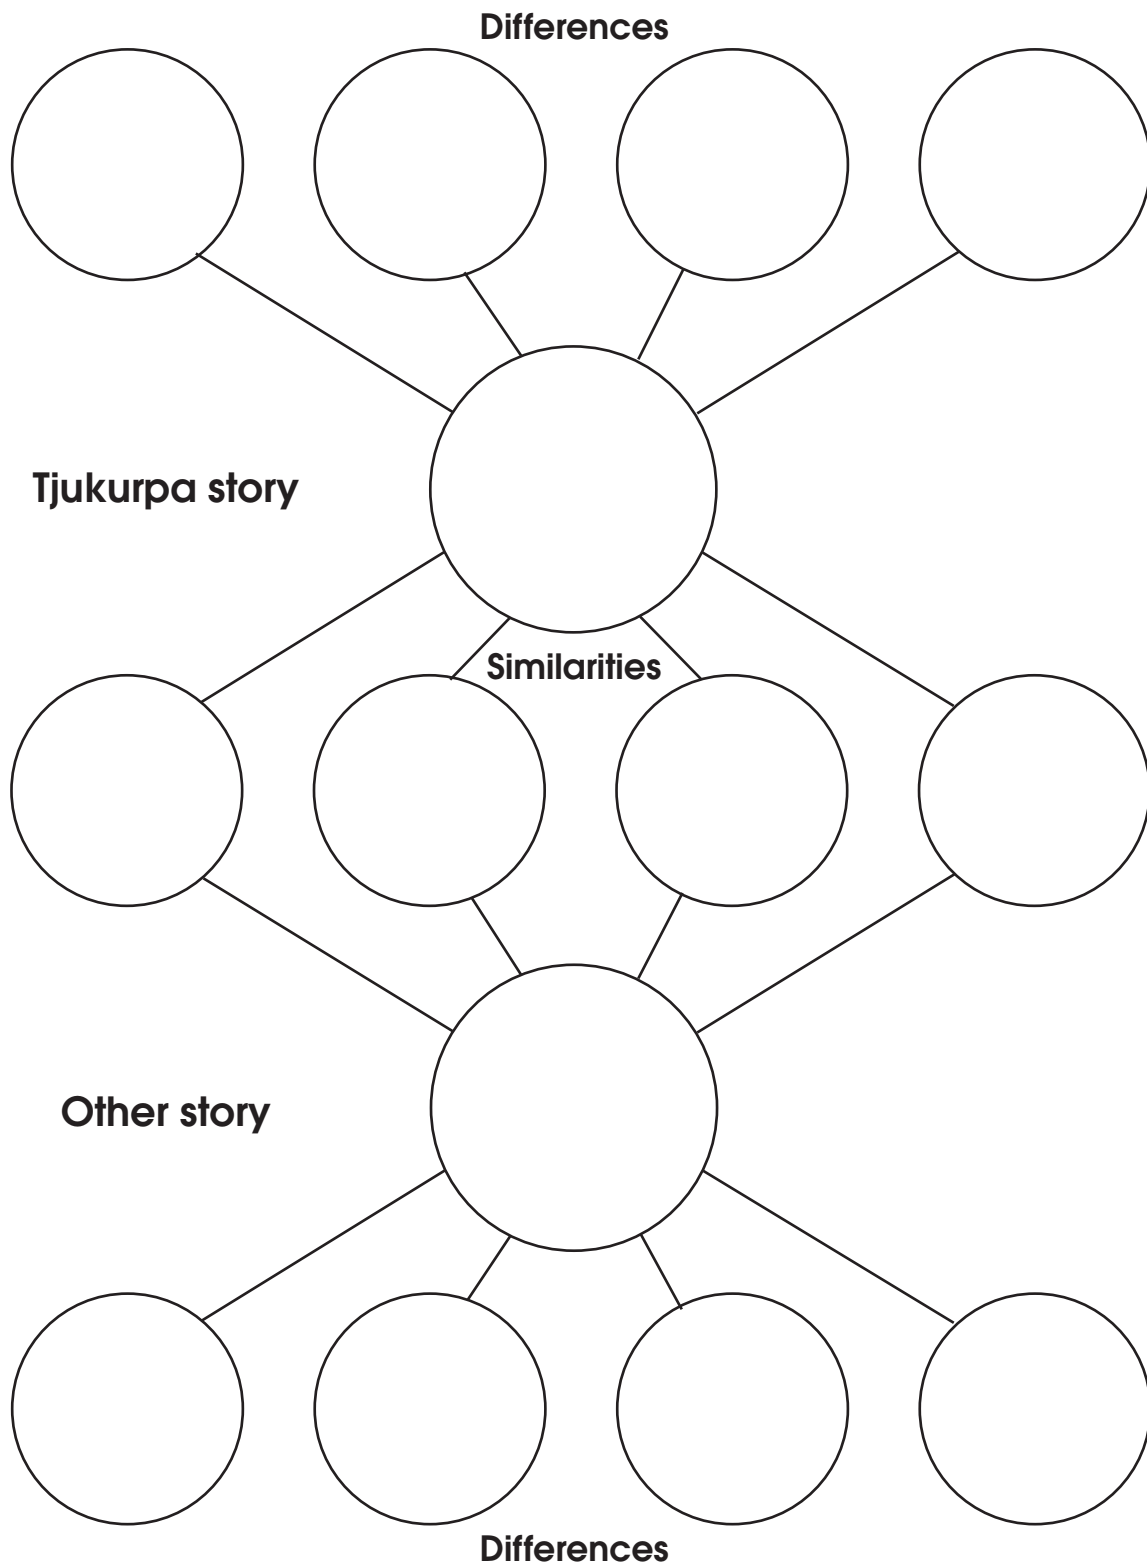 Differences
Tjukurpa story
Similarities
Other story
Differences